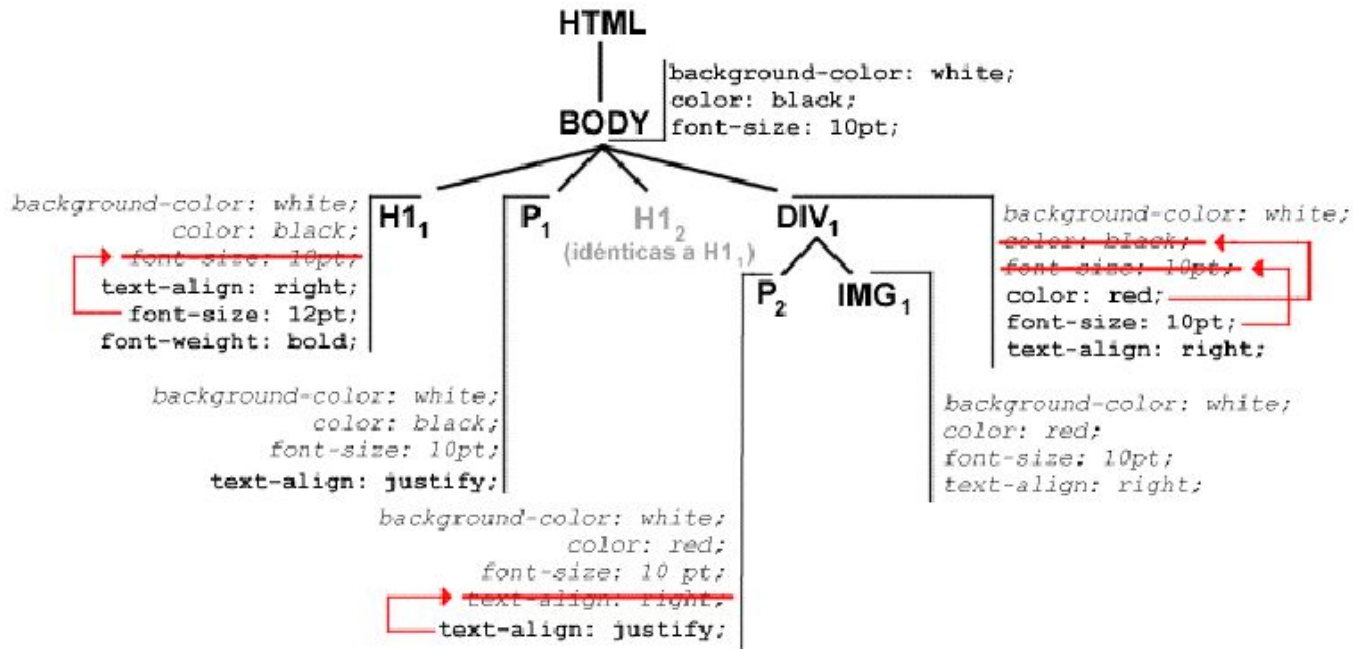 HTML
background-color: white;
color: black;
font-size: 10pt;
BODY
H1₁
P₁
H1₂
(idénticas a H1₁)
DIV₁
background-color: white;
color: black;
font-size: 10pt;
text-align: right;
font-size: 12pt;
font-weight: bold;
background-color: white;
color: black;
font-size: 10pt;
color: red;
font-size: 10pt;
text-align: right;
P₂
IMG₁
background-color: white;
color: black;
font-size: 10pt;
text-align: justify;
background-color: white;
color: red;
font-size: 10pt;
text-align: right;
background-color: white;
color: red;
font-size: 10 pt;
text-align: right;
text-align: justify;